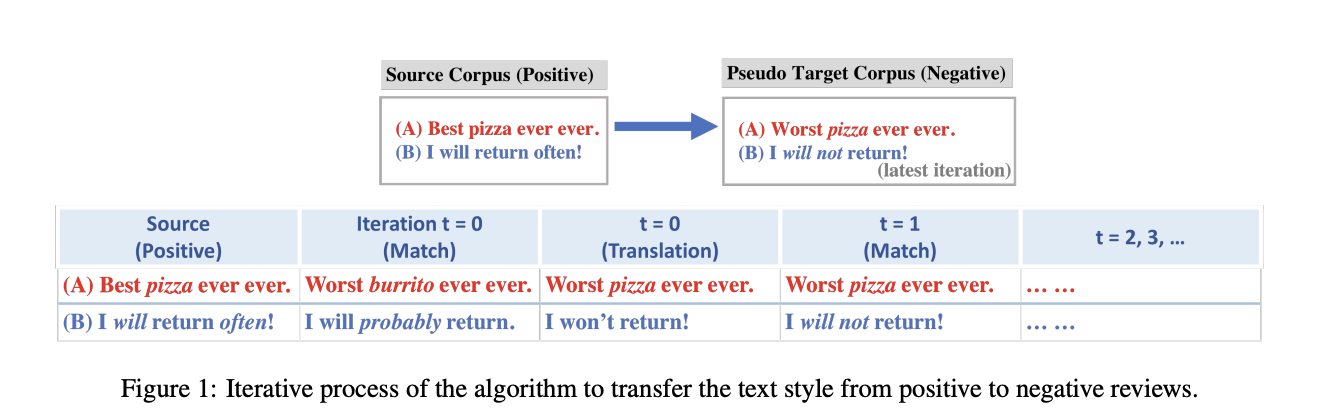 Source Corpus (Positive)
Pseudo Target Corpus (Negative)
(A) Best pizza ever ever.
(B) I will return often!
(A) Worst pizza ever ever.
(B) I will not return!
(latest iteration)
Source (Positive) Iteration t = 0 (Match) t = 0 (Translation) t = 1 (Match) t = 2, 3, ...
(A) Best pizza ever ever. Worst burrito ever ever. Worst pizza ever ever. Worst pizza ever ever. ... ...
(B) I will return often! I will probably return. I won't return! I will not return! ... ...
Figure 1: Iterative process of the algorithm to transfer the text style from positive to negative reviews.